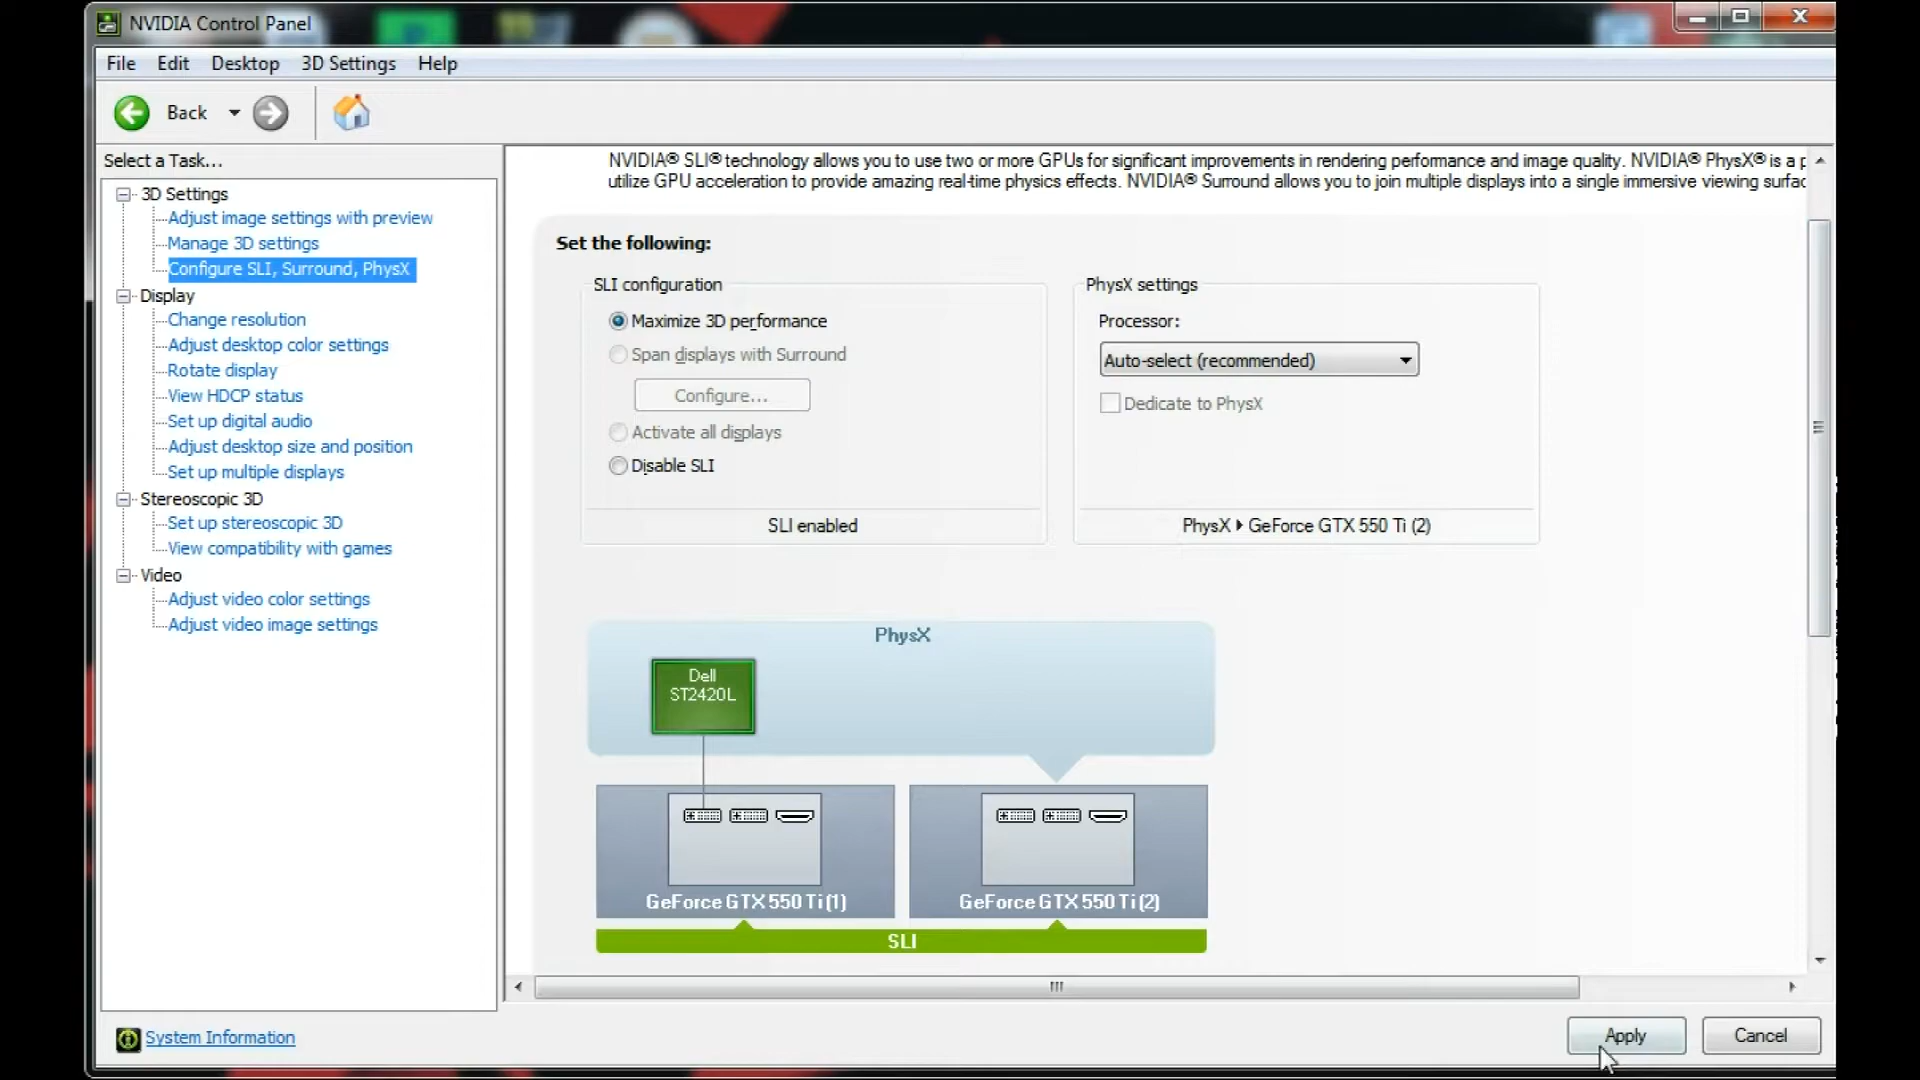 NVIDIA Control Panel
File Edit Desktop 3D Settings Help
Back
Select a Task...
3D Settings
Adjust image settings with preview
Manage 3D settings
Configure SLI, Surround, PhysX
Display
Change resolution
Adjust desktop color settings
Rotate display
View HDCP status
Set up digital audio
Adjust desktop size and position
Set up multiple displays
Stereoscopic 3D
Set up stereoscopic 3D
View compatibility with games
Video
Adjust video color settings
Adjust video image settings
System Information
NVIDIA® SLI® technology allows you to use two or more GPUs for significant improvements in rendering performance and image quality. NVIDIA® PhysX® is a p
utilize GPU acceleration to provide amazing real-time physics effects. NVIDIA® Surround allows you to join multiple displays into a single immersive viewing surfac
Set the following:
SLI configuration
Maximize 3D performance
Span displays with Surround
Configure...
Activate all displays
Disable SLI
SLI enabled
PhysX settings
Processor:
Auto-select (recommended)
Dedicate to PhysX
PhysX ▸ GeForce GTX 550 Ti (2)
PhysX
Dell
ST2420L
GeForce GTX 550 Ti (1)
GeForce GTX 550 Ti (2)
SLI
Apply
Cancel